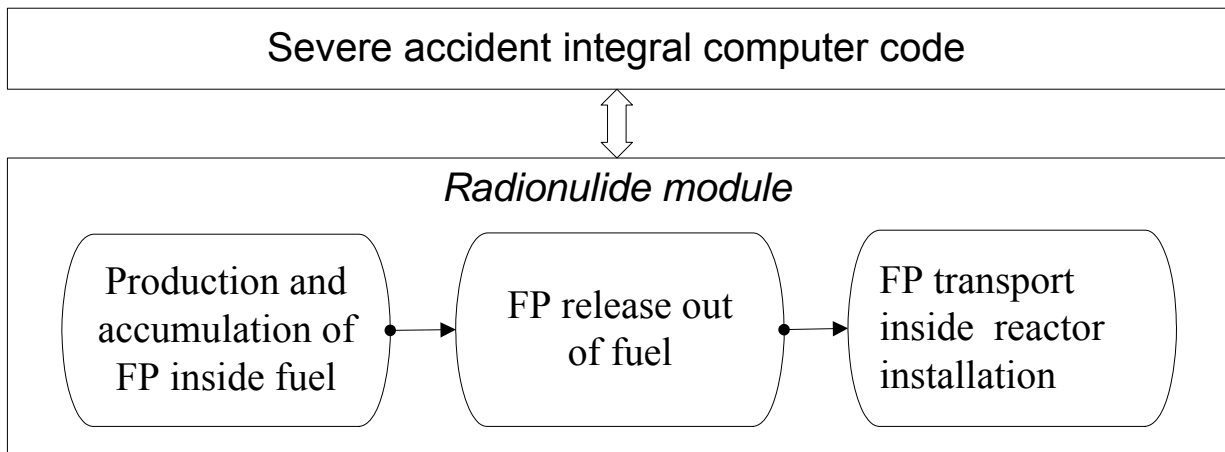 Severe accident integral computer code
Radionulide module
Production and
accumulation of
FP inside fuel
FP release out
of fuel
FP transport
inside reactor
installation